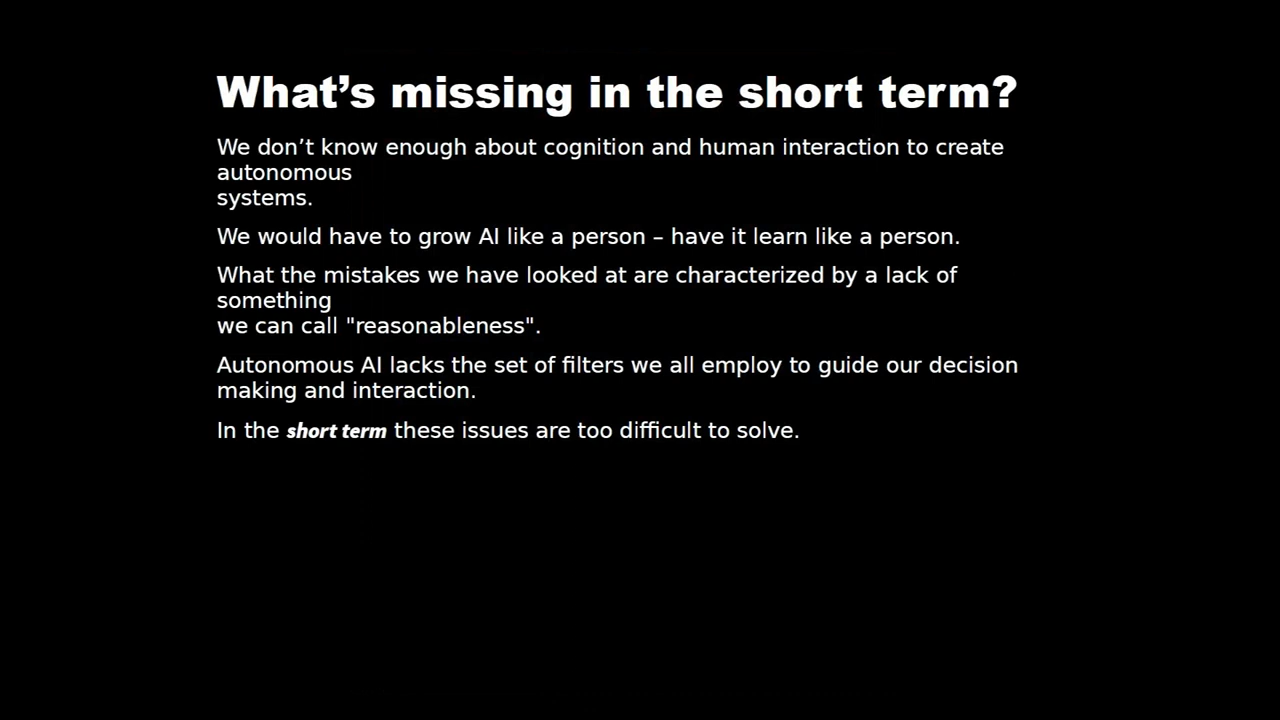 What’s missing in the short term?
We don’t know enough about cognition and human interaction to create
autonomous
systems.
We would have to grow AI like a person – have it learn like a person.
What the mistakes we have looked at are characterized by a lack of
something
we can call "reasonableness".
Autonomous AI lacks the set of filters we all employ to guide our decision
making and interaction.
In the short term these issues are too difficult to solve.